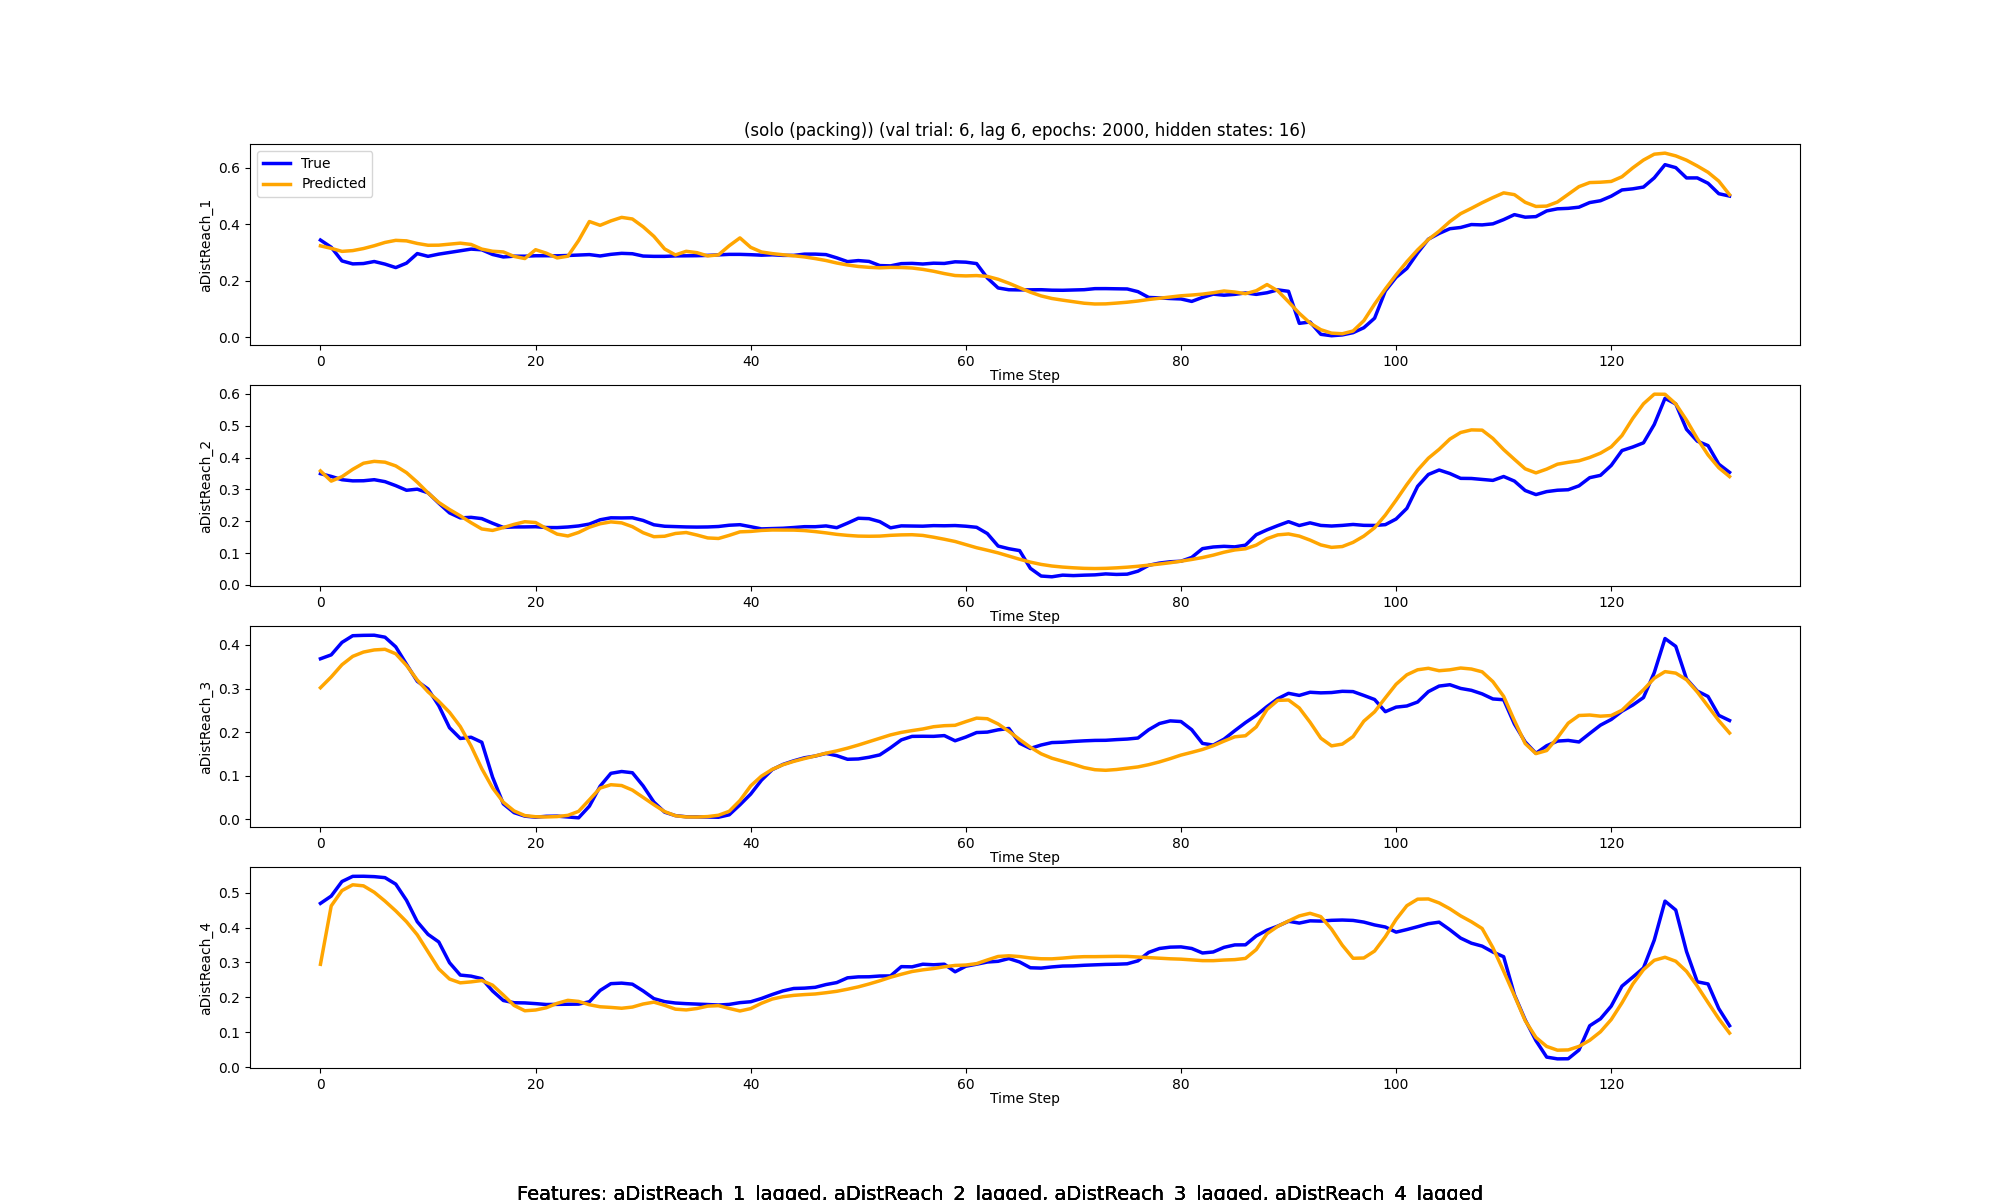 (solo (packing)) (val trial: 6, lag 6, epochs: 2000, hidden states: 16)
True
Predicted
aDistReach_1
0.6
0.4
0.2
0.0
0 20 40 60 80 100 120
Time Step
aDistReach_2
0.6
0.5
0.4
0.3
0.2
0.1
0.0
0 20 40 60 80 100 120
Time Step
aDistReach_3
0.4
0.3
0.2
0.1
0.0
0 20 40 60 80 100 120
Time Step
aDistReach_4
0.5
0.4
0.3
0.2
0.1
0.0
0 20 40 60 80 100 120
Time Step
Features: aDistReach_1_lagged, aDistReach_2_lagged, aDistReach_3_lagged, aDistReach_4_lagged